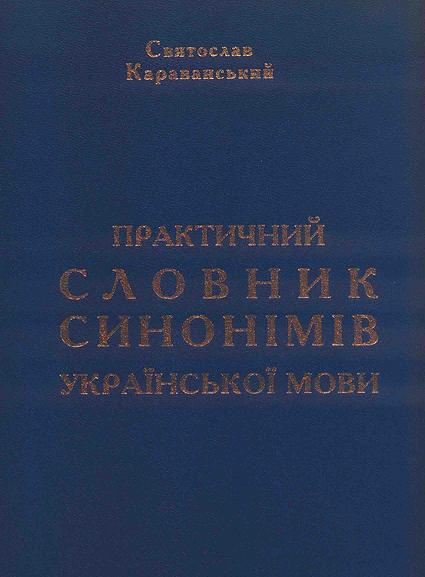 Святослав
Караванський
ПРАКТИЧНИЙ
СЛОВНИК
СИНОНІМІВ
УКРАЇНСЬКОЇ МОВИ